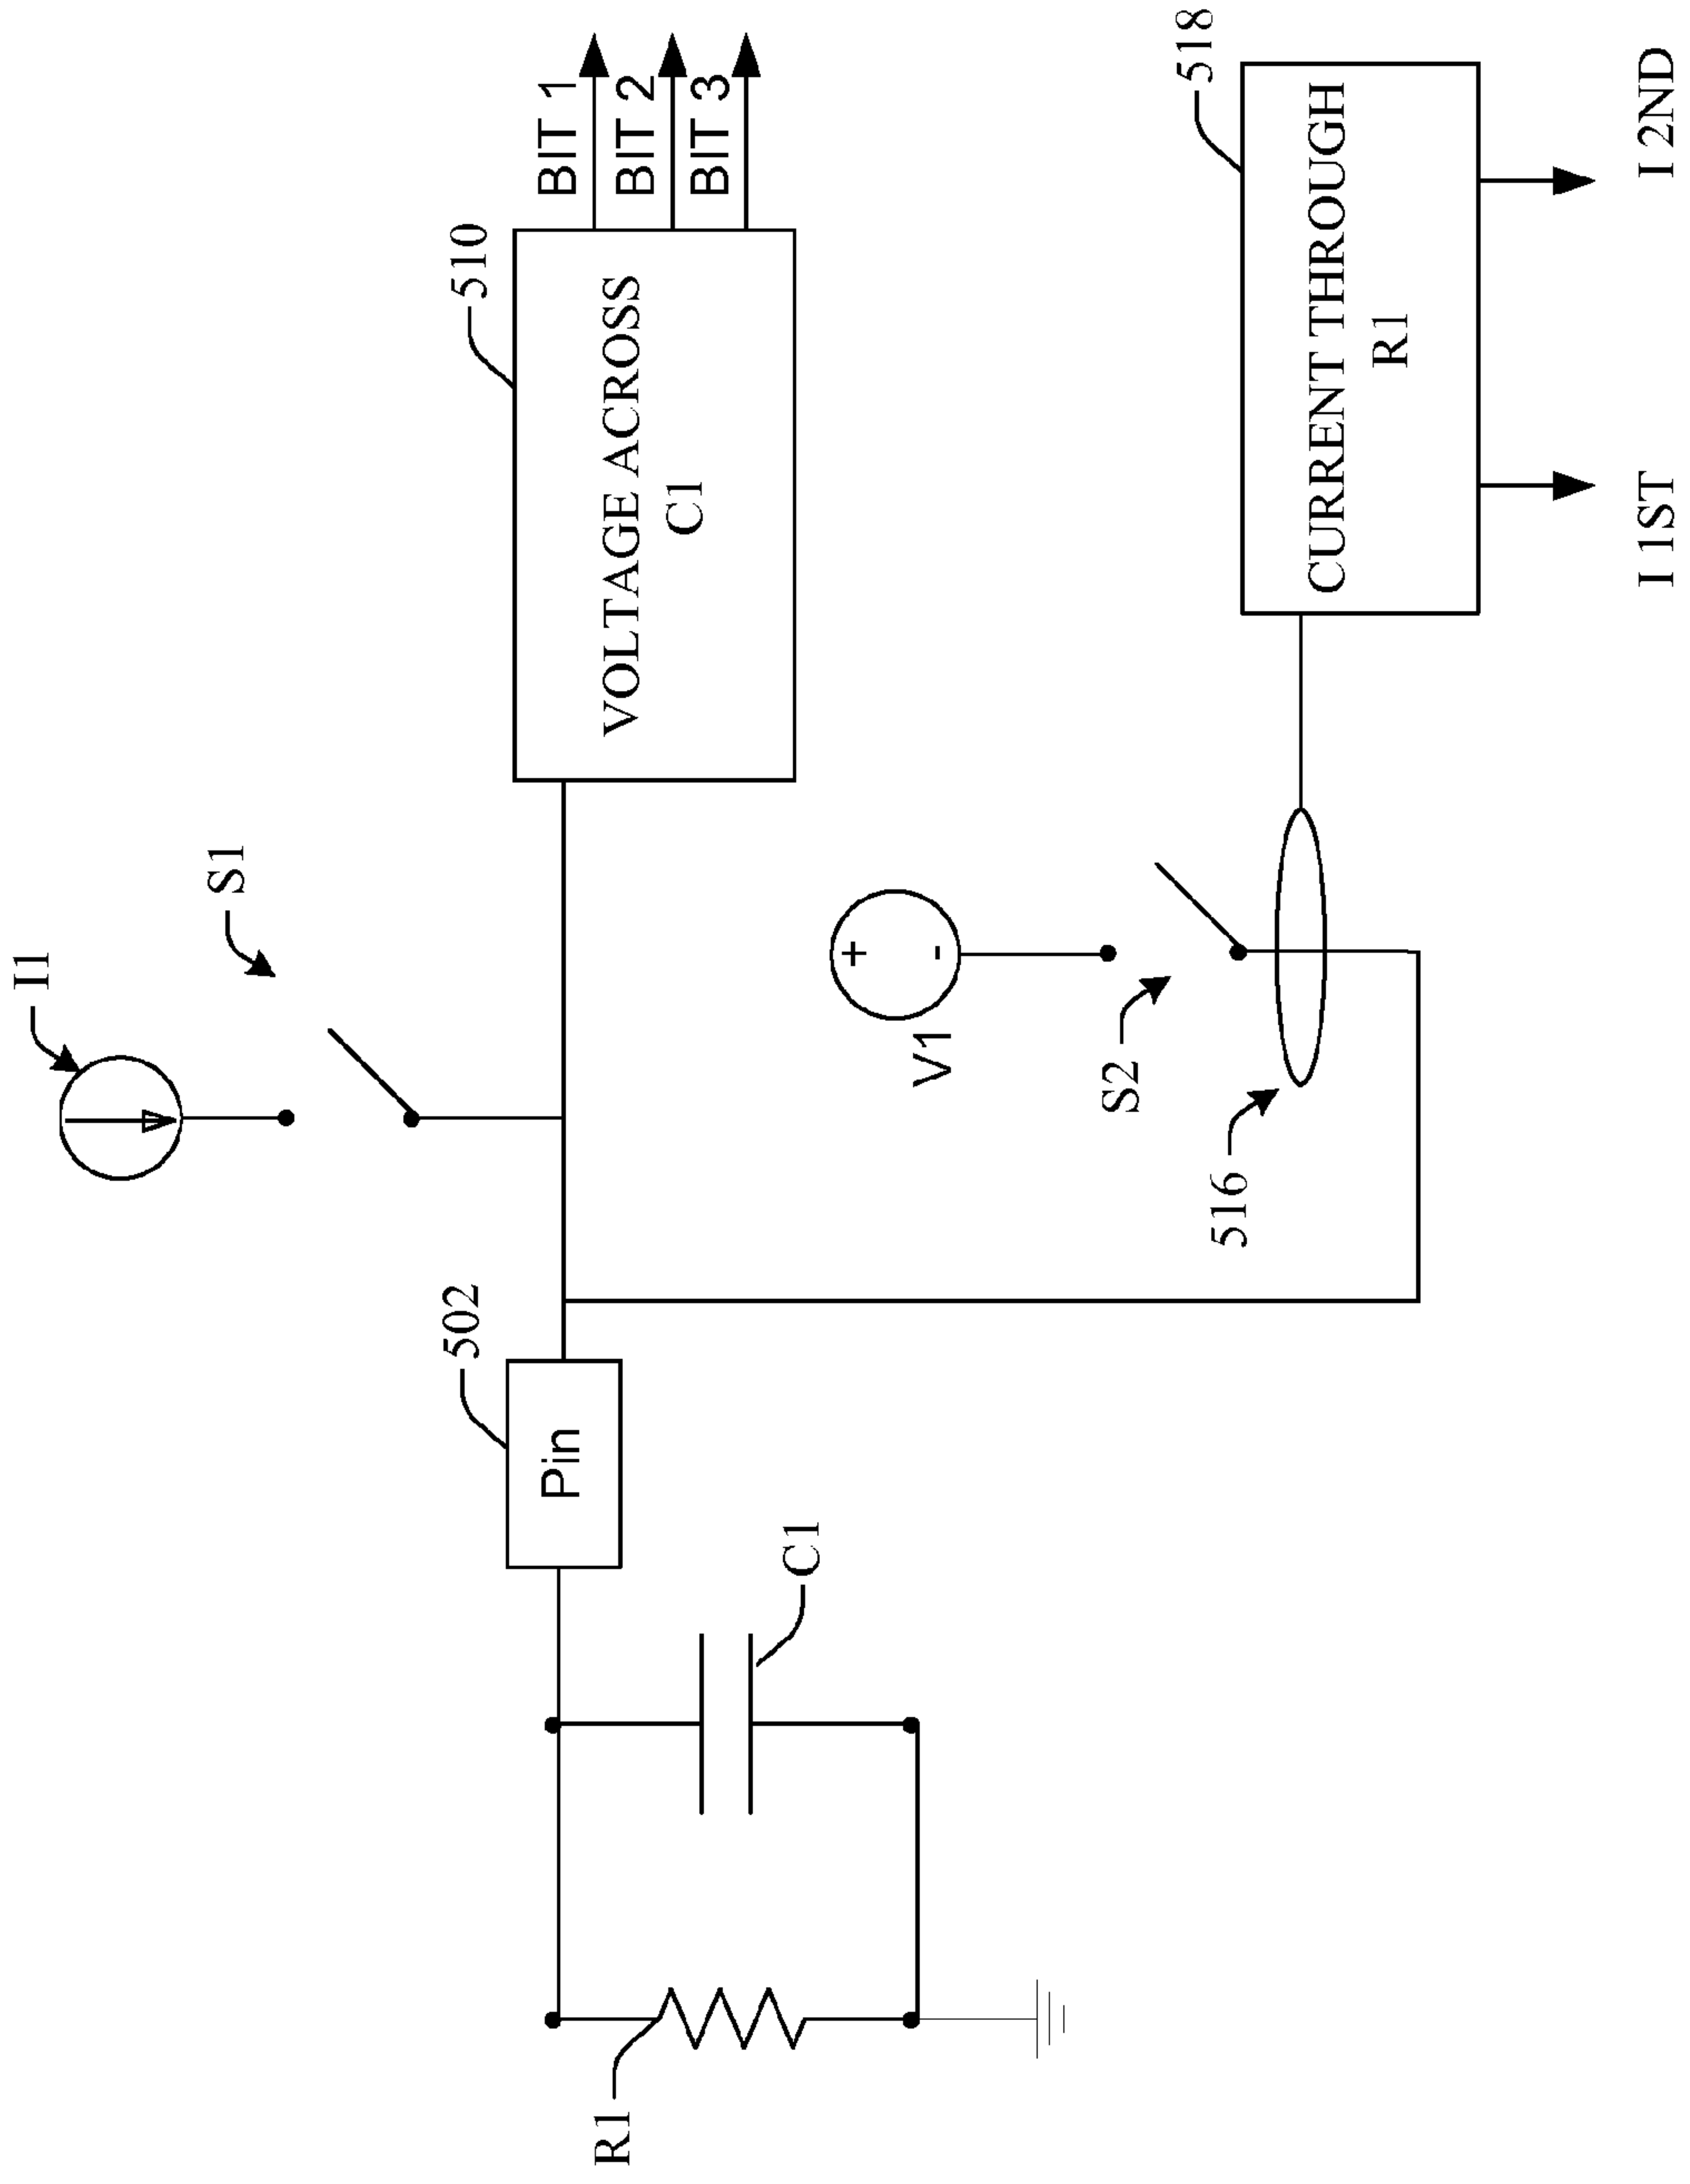 I1
S1
510
BIT 1
BIT 2
BIT 3
VOLTAGE ACROSS
C1
502
Pin
V1
+
-
S2
516
518
CURRENT THROUGH
R1
I 1ST
I 2ND
R1
C1